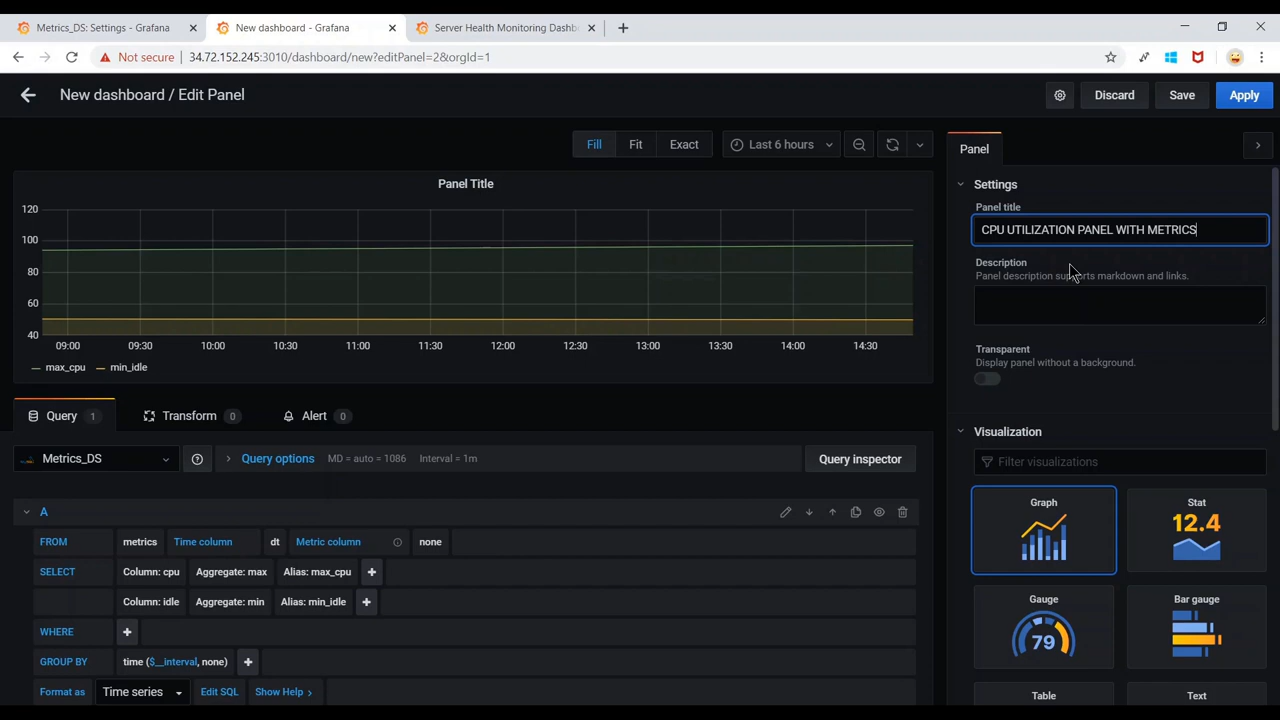 Metrics_DS: Settings - Grafana
New dashboard - Grafana
Server Health Monitoring Dashb
Not secure
34.72.152.245:3010/dashboard/new?editPanel=2&orgId=1
New dashboard / Edit Panel
Discard
Save
Apply
Fill
Fit
Exact
Last 6 hours
Panel
Panel Title
120
100
80
60
40
09:00 09:30 10:00 10:30 11:00 11:30 12:00 12:30 13:00 13:30 14:00 14:30
max_cpu min_idle
Settings
Panel title
CPU UTILIZATION PANEL WITH METRICS
Description
Panel description supports markdown and links.
Transparent
Display panel without a background.
Query 1
Transform 0
Alert 0
Metrics_DS
Query options MD = auto = 1086 Interval = 1m
Query inspector
A
FROM metrics Time column dt Metric column none
SELECT Column: cpu Aggregate: max Alias: max_cpu +
Column: idle Aggregate: min Alias: min_idle +
WHERE +
GROUP BY time ($__interval, none) +
Format as Time series Edit SQL Show Help
Visualization
Filter visualizations
Graph
Stat
12.4
Gauge
79
Bar gauge
Table
Text